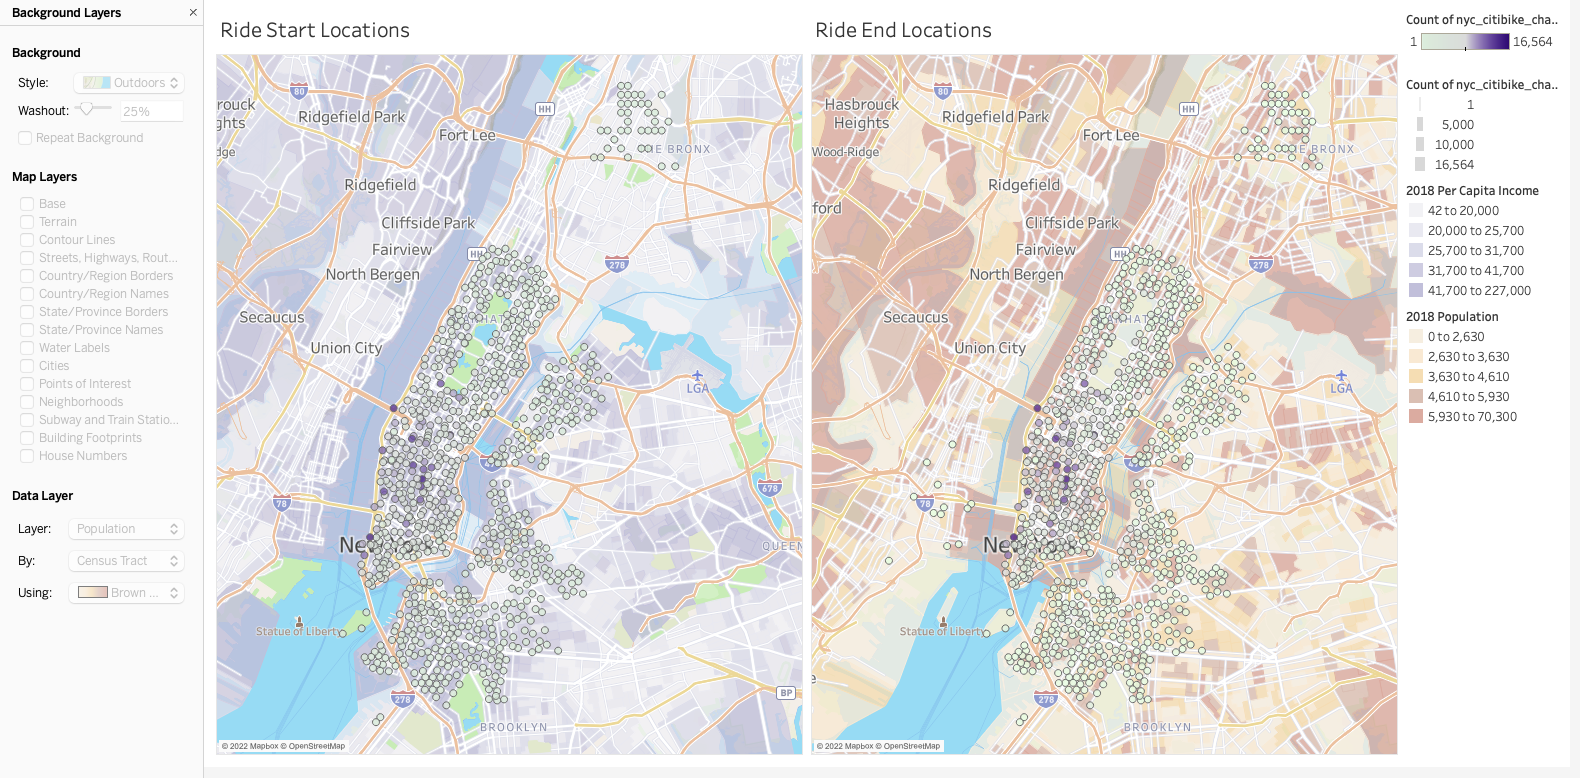 Background Layers
×
Background
Style:
Outdoors
Washout:
25%
Repeat Background
Map Layers
Base
Terrain
Contour Lines
Streets, Highways, Rout...
Country/Region Borders
Country/Region Names
State/Province Borders
State/Province Names
Water Labels
Cities
Points of Interest
Neighborhoods
Subway and Train Statio...
Building Footprints
House Numbers
Data Layer
Layer:
Population
By:
Census Tract
Using:
Brown ...
Ride Start Locations
80
HH
rouck
ghts
Ridgefield Park
Fort Lee
dge
E BRONX
Ridgefield
Cliffside Park
Fairview
HH
278
North Bergen
Secaucus
HAT
Union City
LGA
78
678
Ne
QUEEN
Statue of Liberty
278
BP
BROOKLYN
© 2022 Mapbox © OpenStreetMap
Ride End Locations
80
HH
Hasbrouck
Heights
Ridgefield Park
Fort Lee
Wood-Ridge
E BRONX
Ridgefield
ford
Cliffside Park
Fairview
HH
278
North Bergen
Secaucus
HAT
Union City
LGA
78
Ne
Statue of Liberty
e
278
BROOKLYN
© 2022 Mapbox © OpenStreetMap
Count of nyc_citibike_cha..
1
16,564
Count of nyc_citibike_cha..
1
5,000
10,000
16,564
2018 Per Capita Income
42 to 20,000
20,000 to 25,700
25,700 to 31,700
31,700 to 41,700
41,700 to 227,000
2018 Population
0 to 2,630
2,630 to 3,630
3,630 to 4,610
4,610 to 5,930
5,930 to 70,300